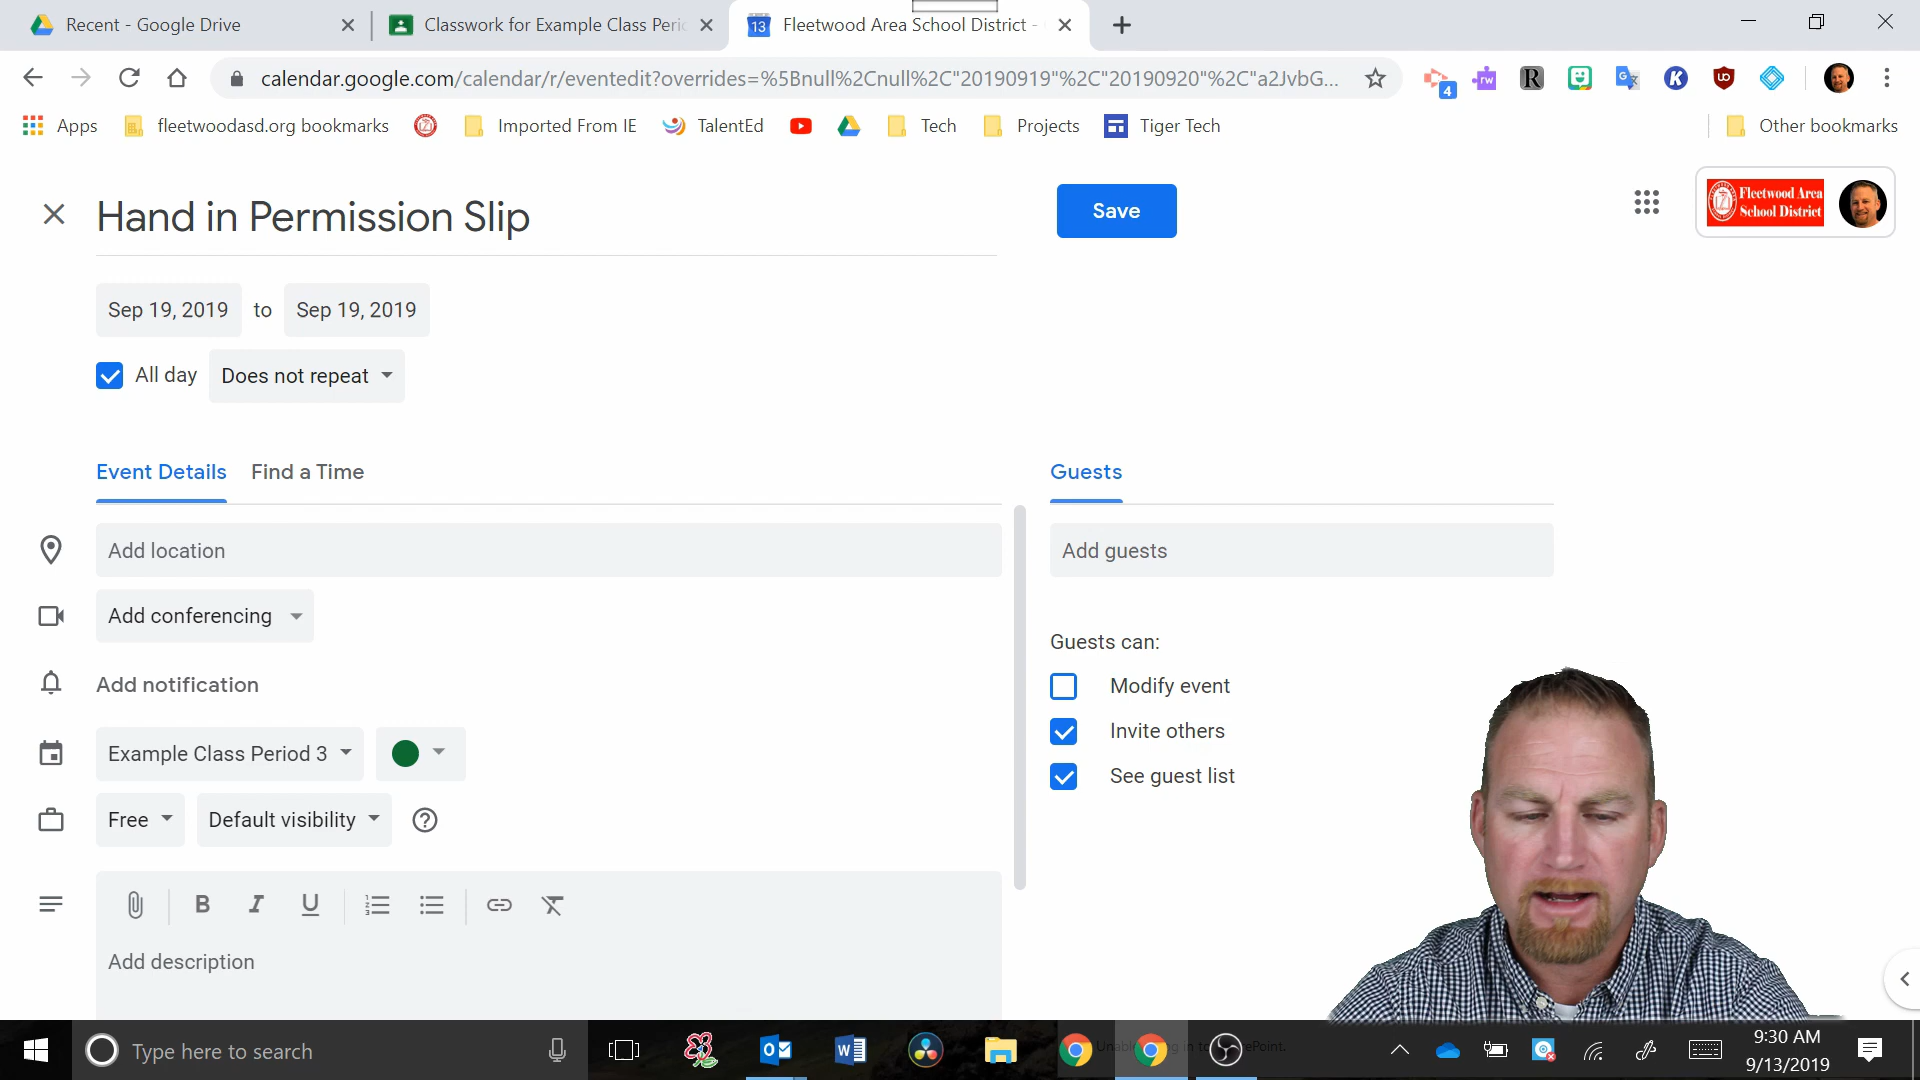 Recent - Google Drive
Classwork for Example Class Peri
13
Fleetwood Area School District -
calendar.google.com/calendar/r/eventedit?overrides=%5Bnull%2Cnull%2C"20190919"%2C"20190920"%2C"a2JvbG...
4
rw
R
K
Apps
fleetwoodasd.org bookmarks
Imported From IE
TalentEd
Tech
Projects
Tiger Tech
Other bookmarks
Hand in Permission Slip
Save
Fleetwood Area
School District
Sep 19, 2019 to Sep 19, 2019
All day
Does not repeat
Event Details
Find a Time
Guests
Add location
Add guests
Add conferencing
Guests can:
Add notification
Modify event
Invite others
Example Class Period 3
See guest list
Free
Default visibility
B I U
Add description
Type here to search
9:30 AM
9/13/2019